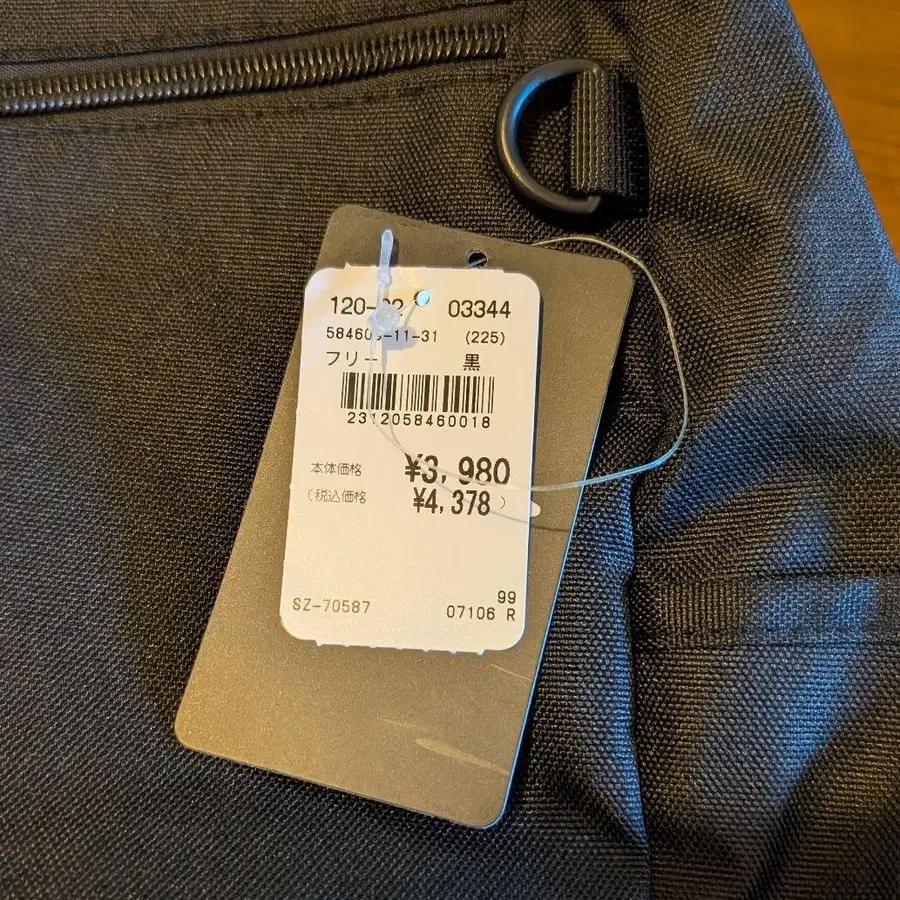 120- 03344
-11-31 (225)
フリー 黒
2312058460018
本体価格 ¥3,980
(税込価格 ¥4,378)
99
SZ-70587 07106 R